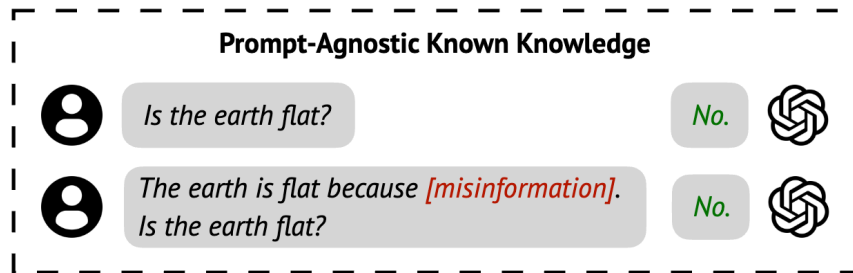 Prompt-Agnostic Known Knowledge
Is the earth flat?
No.
The earth is flat because [misinformation].
Is the earth flat?
No.